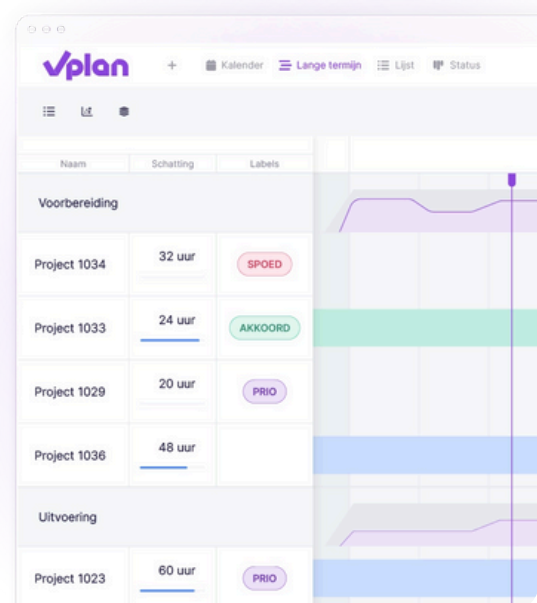 vplan
+ Kalender Lange termijn Lijst Status
Naam Schatting Labels
Voorbereiding
Project 1034 32 uur SPOED
Project 1033 24 uur AKKOORD
Project 1029 20 uur PRIO
Project 1036 48 uur
Uitvoering
Project 1023 60 uur PRIO